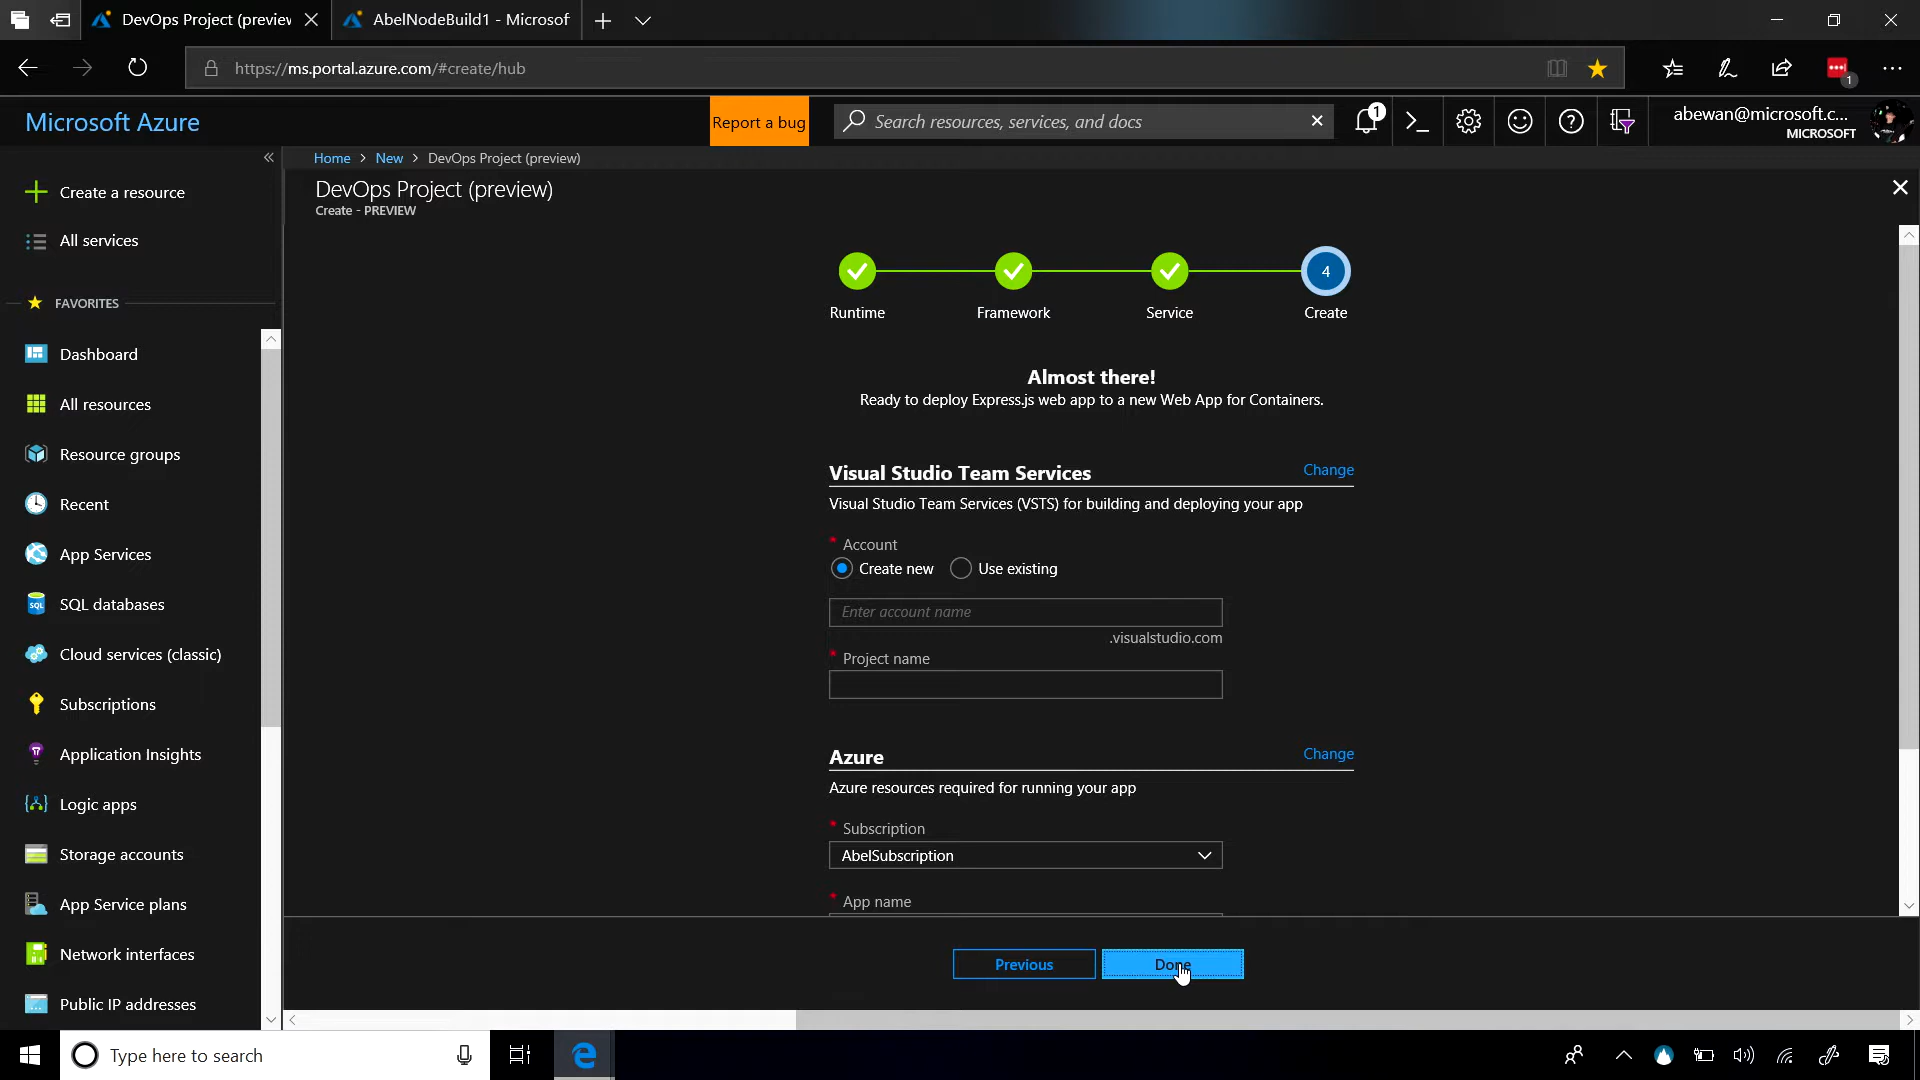 DevOps Project (preview
AbelNodeBuild1 - Microsof
https://ms.portal.azure.com/#create/hub
1
Microsoft Azure
Report a bug
Search resources, services, and docs
1
abewan@microsoft.c...
MICROSOFT
Home > New > DevOps Project (preview)
DevOps Project (preview)
Create - PREVIEW
Create a resource
All services
FAVORITES
Dashboard
All resources
Resource groups
Recent
App Services
SQL databases
Cloud services (classic)
Subscriptions
Application Insights
Logic apps
Storage accounts
App Service plans
Network interfaces
Public IP addresses
4
Runtime
Framework
Service
Create
Almost there!
Ready to deploy Express.js web app to a new Web App for Containers.
Visual Studio Team Services
Change
Visual Studio Team Services (VSTS) for building and deploying your app
* Account
Create new
Use existing
Enter account name
.visualstudio.com
* Project name
Azure
Change
Azure resources required for running your app
* Subscription
AbelSubscription
* App name
Previous
Done
Type here to search